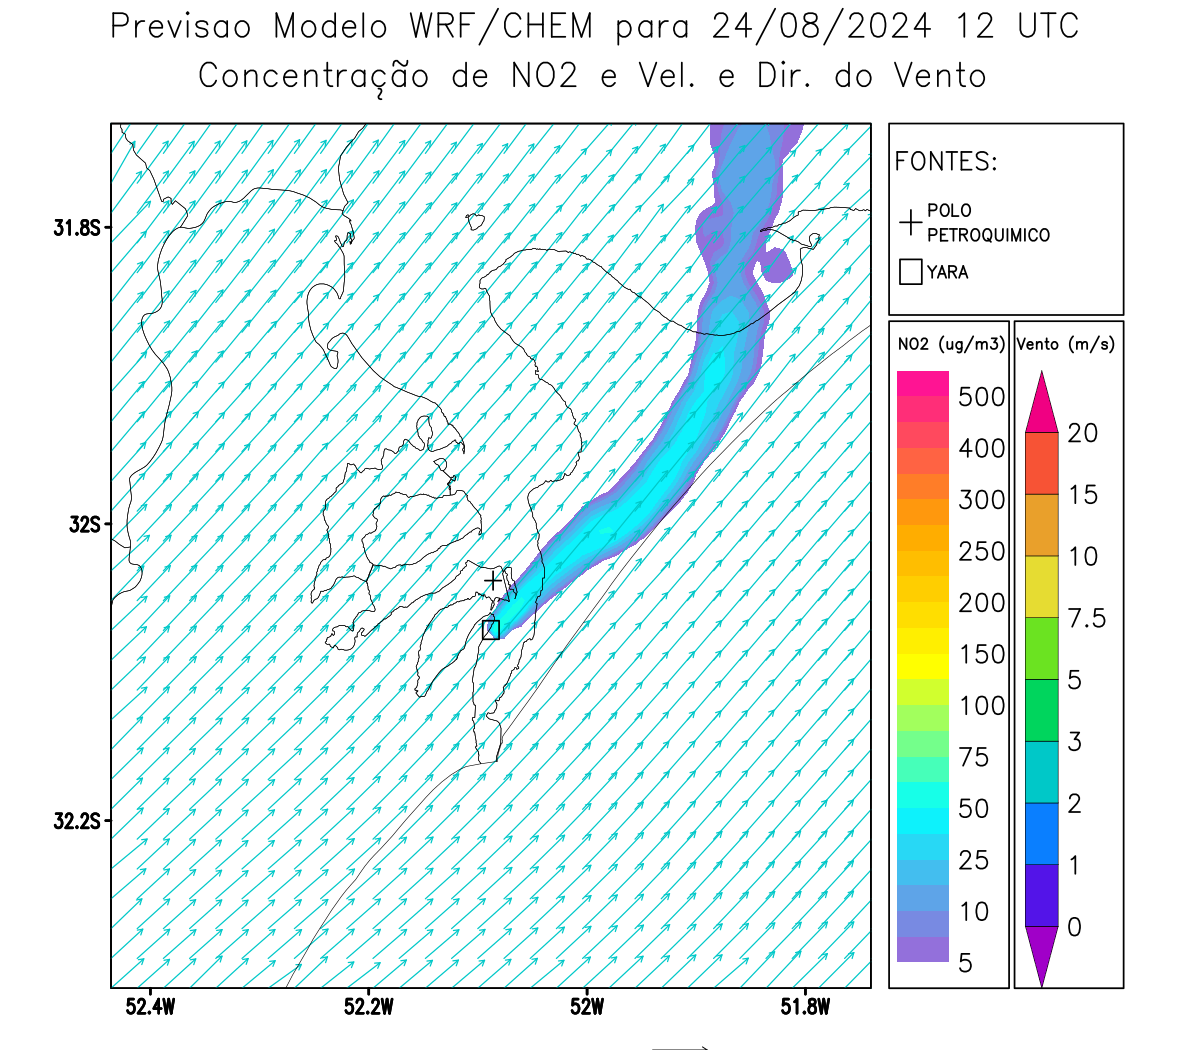 Previsao Modelo WRF/CHEM para 24/08/2024 12 UTC
Concentração de NO2 e Vel. e Dir. do Vento
FONTES:
POLO
PETROQUIMICO
YARA
NO2 (ug/m3)
500
400
300
250
200
150
100
75
50
25
10
5
Vento (m/s)
20
15
10
7.5
5
3
2
1
0
31.8S
32S
32.2S
52.4W 52.2W 52W 51.8W